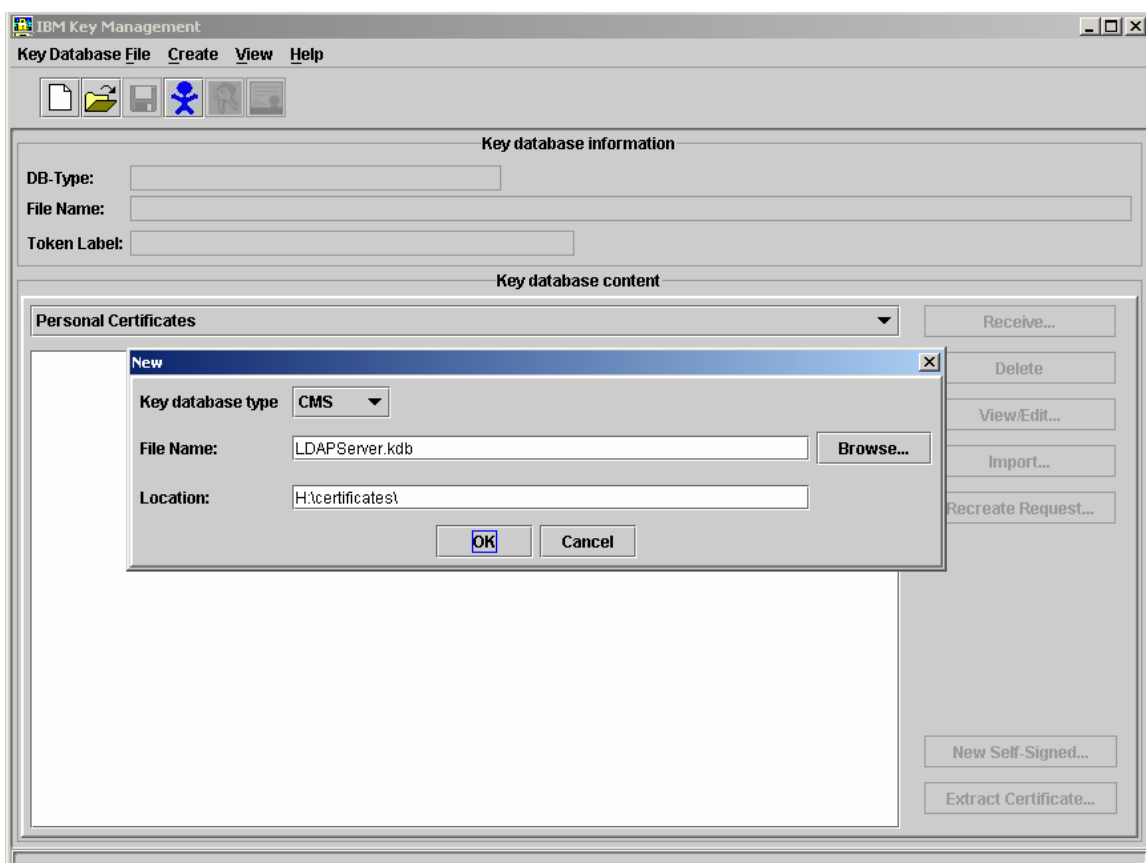 IBM Key Management
Key Database File Create View Help
Key database information
DB-Type:
File Name:
Token Label:
Key database content
Personal Certificates
Receive...
Delete
View/Edit...
Import...
Recreate Request...
New
Key database type CMS
File Name: LDAPServer.kdb Browse...
Location: H:\certificates\
OK Cancel
New Self-Signed...
Extract Certificate...